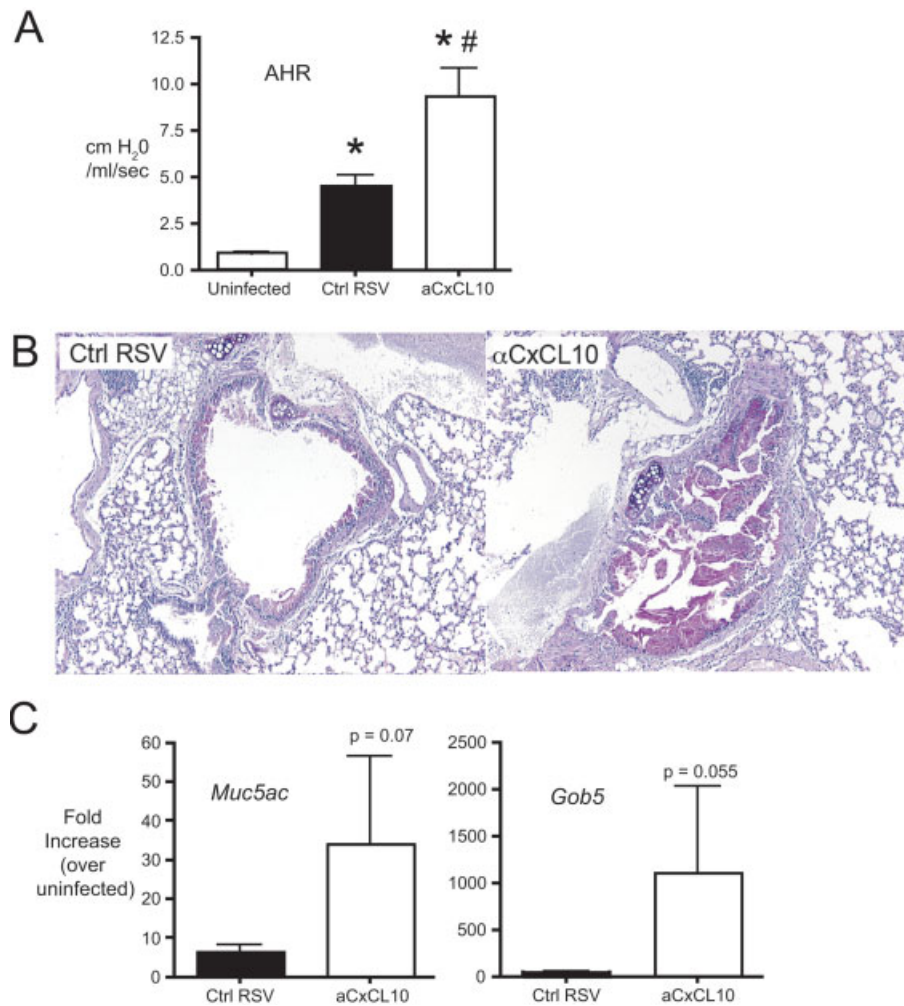 A
12.5
10.0
7.5
5.0
2.5
0.0
AHR
cm H₂0
/ml/sec
*
* #
Uninfected
Ctrl RSV
aCxCL10
B
Ctrl RSV
αCxCL10
C
Fold
Increase
(over
uninfected)
60
50
40
30
20
10
0
Muc5ac
p = 0.07
Ctrl RSV
aCxCL10
2500
2000
1500
1000
500
0
Gob5
p = 0.055
Ctrl RSV
aCxCL10